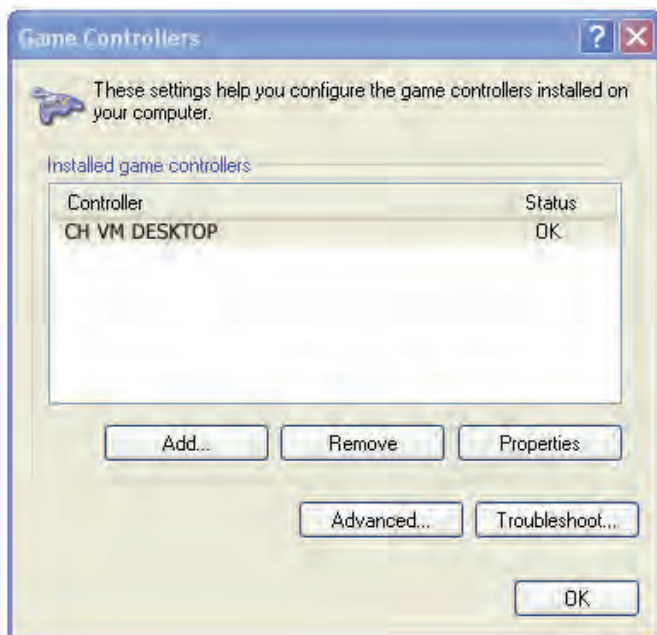 Game Controllers
These settings help you configure the game controllers installed on
your computer.
Installed game controllers
Controller Status
CH VM DESKTOP OK
Add... Remove Properties
Advanced... Troubleshoot...
OK